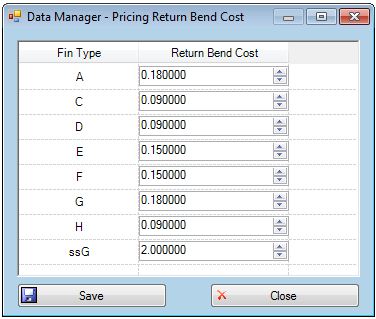 Data Manager - Pricing Return Bend Cost
Fin Type Return Bend Cost
A 0.180000
C 0.090000
D 0.090000
E 0.150000
F 0.150000
G 0.180000
H 0.090000
ssG 2.000000
Save Close